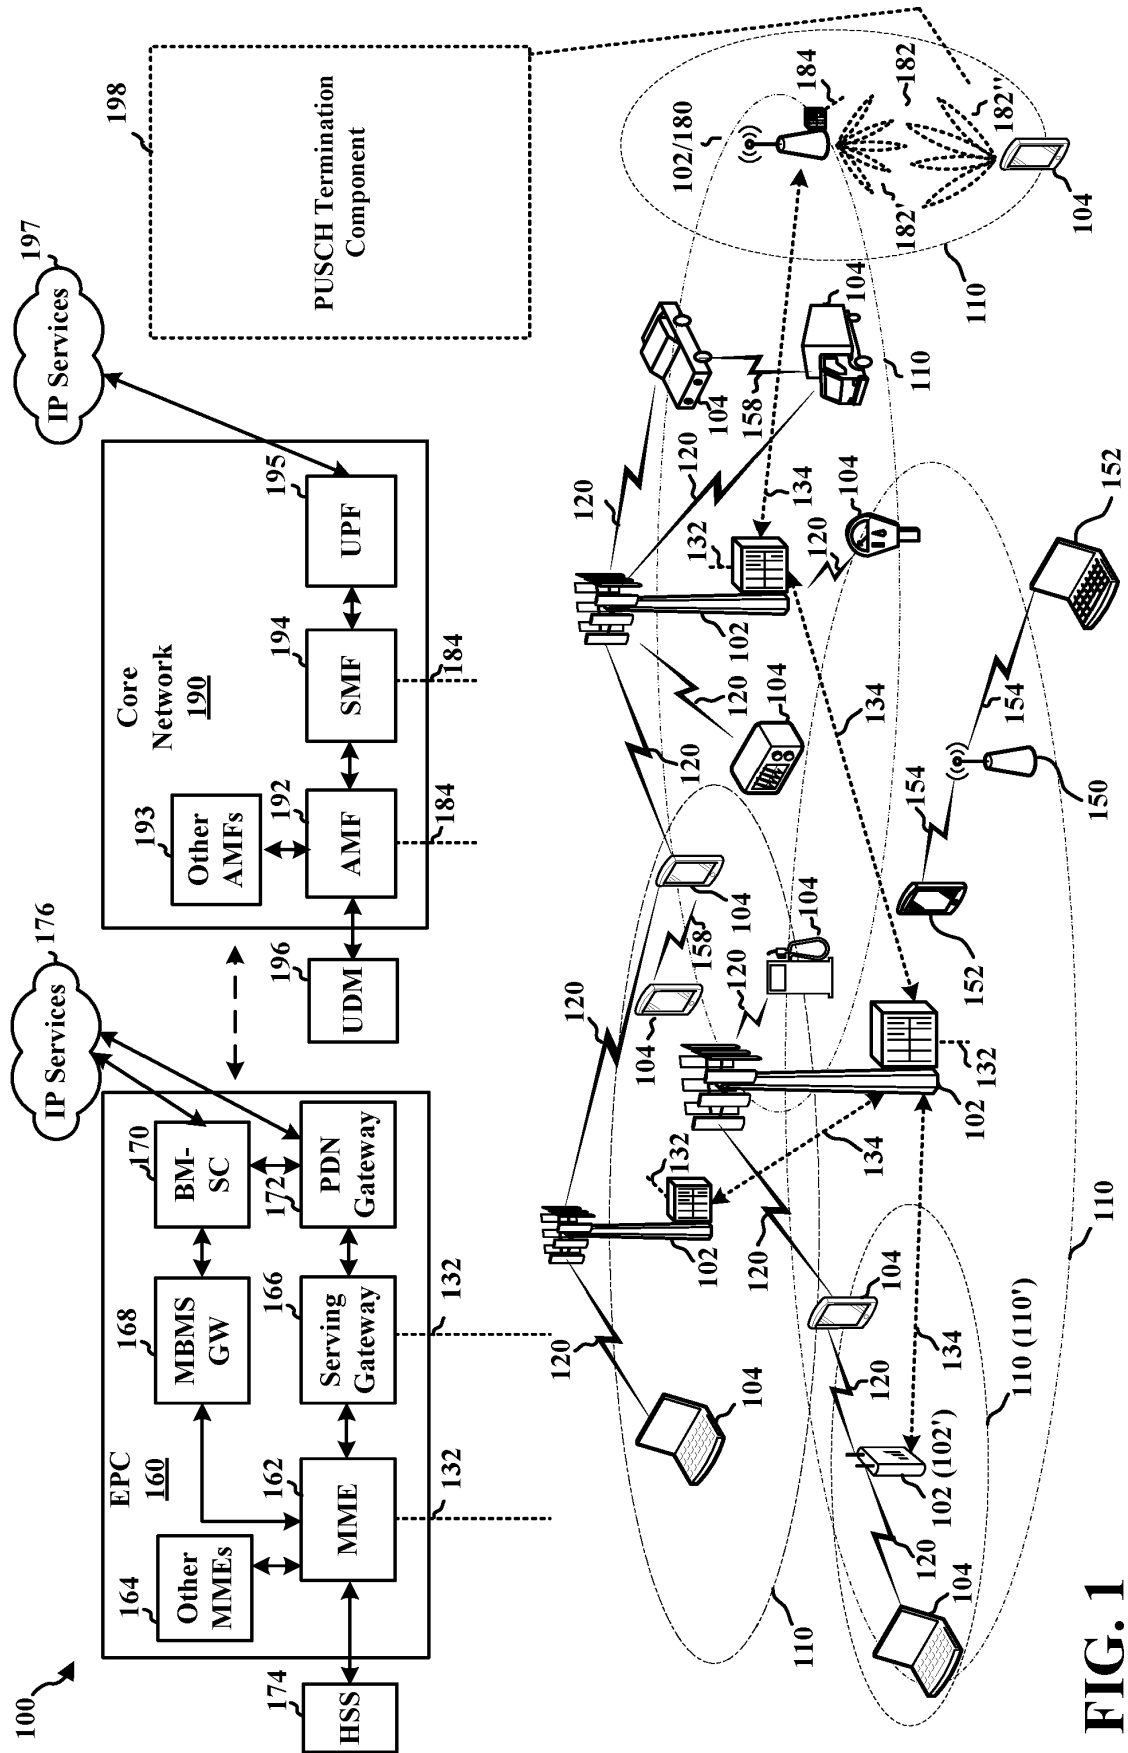 100
EPC
160
Other
MMEs
164
MME
162
HSS
174
MBMS
GW
168
Serving
Gateway
166
BM-
SC
170
PDN
Gateway
172
IP Services
176
132
132
Core
Network
190
Other
AMFs
193
AMF
192
UDM
196
SMF
194
UPF
195
184
184
IP Services
197
198
PUSCH Termination
Component
120
104
120
102
132
134
120
104
158
104
120
120
104
120
104
120
102
132
134
120
120
158
104
104
110
102/180
184
182
182'
182''
104
110
104
120
134
102
132
120
104
134
120
102 (102')
120
104
110
110 (110')
110
152
154
150
154
152
FIG. 1